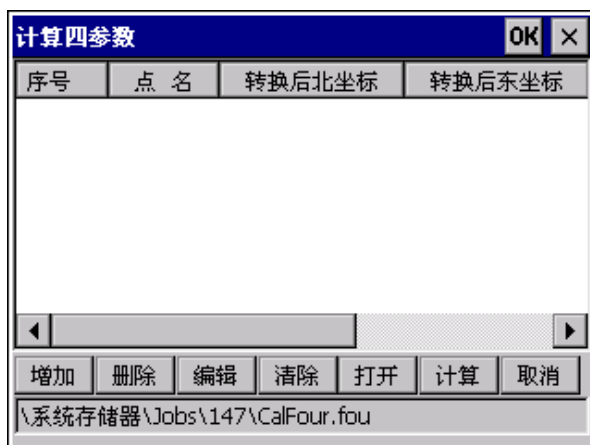 计算四参数 OK ×
序号 点 名 转换后北坐标 转换后东坐标
增加 删除 编辑 清除 打开 计算 取消
\系统存储器\Jobs\147\CalFour.fou